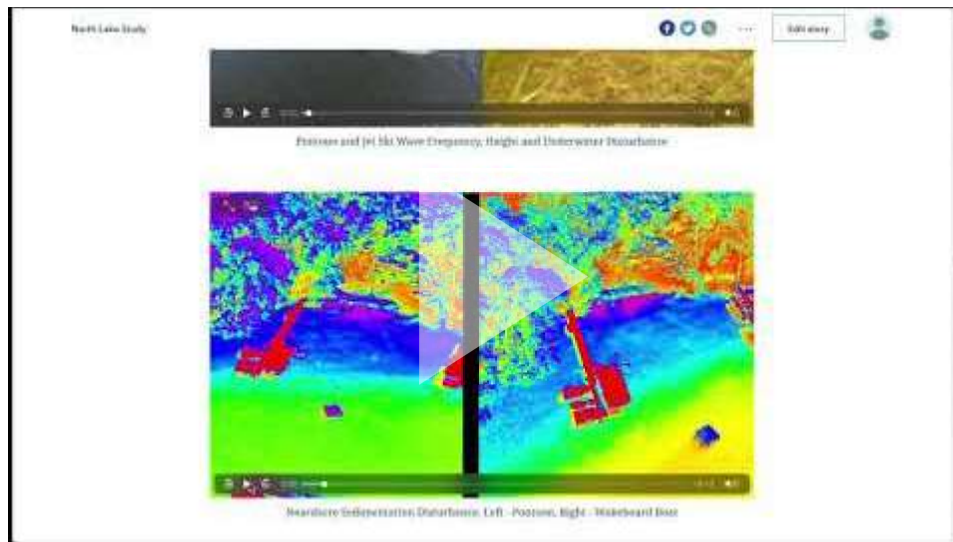 North Lake Study
Edit story
Pontoon and Jet Ski Wave Frequency, Height and Underwater Disturbance
Nearshore Sedimentation Disturbance. Left - Pontoon, Right - Wakeboard Boat